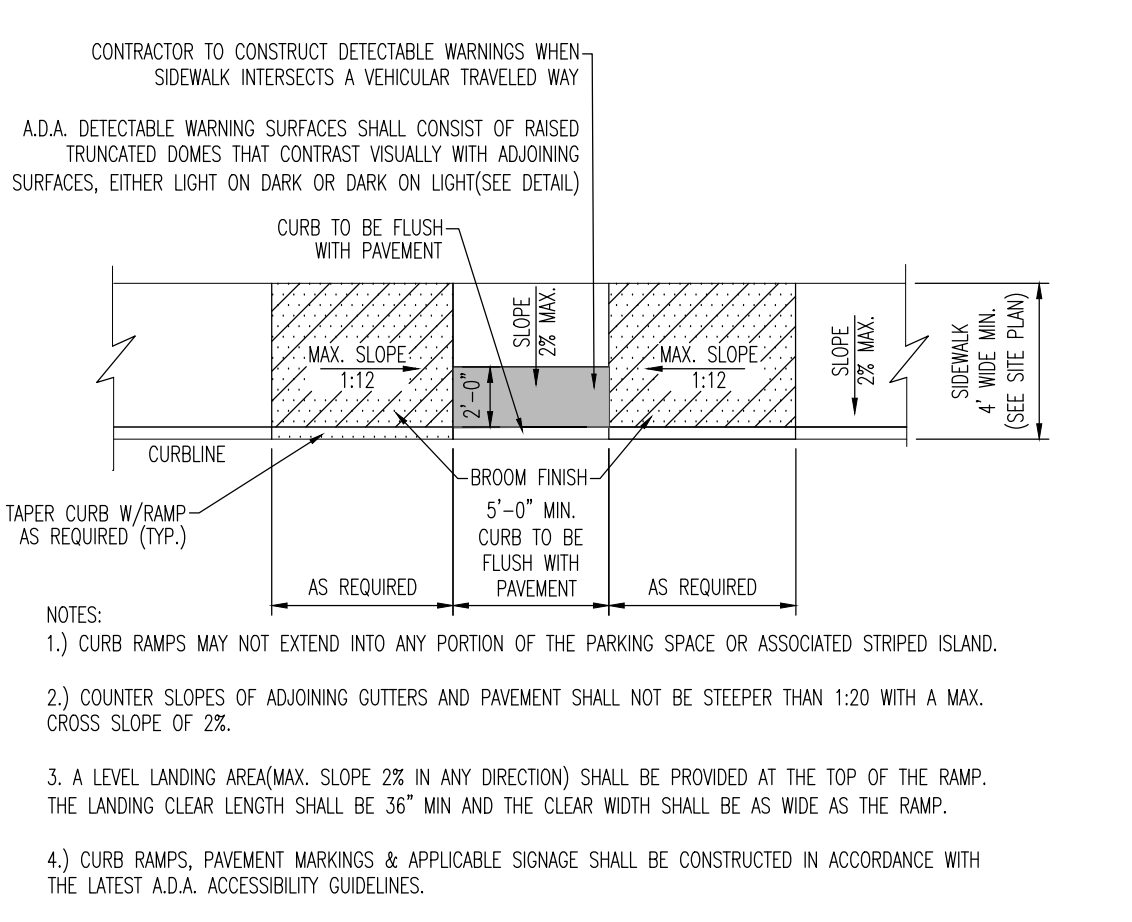 CONTRACTOR TO CONSTRUCT DETECTABLE WARNINGS WHEN
SIDEWALK INTERSECTS A VEHICULAR TRAVELED WAY
A.D.A. DETECTABLE WARNING SURFACES SHALL CONSIST OF RAISED
TRUNCATED DOMES THAT CONTRAST VISUALLY WITH ADJOINING
SURFACES, EITHER LIGHT ON DARK OR DARK ON LIGHT(SEE DETAIL)
CURB TO BE FLUSH
WITH PAVEMENT
MAX. SLOPE
1:12
SLOPE
2% MAX.
2'-0"
MAX. SLOPE
1:12
SLOPE
2% MAX.
SIDEWALK
4' WIDE MIN.
(SEE SITE PLAN)
CURBLINE
TAPER CURB W/RAMP
AS REQUIRED (TYP.)
BROOM FINISH
5'-0" MIN.
CURB TO BE
FLUSH WITH
PAVEMENT
AS REQUIRED
AS REQUIRED
NOTES:
1.) CURB RAMPS MAY NOT EXTEND INTO ANY PORTION OF THE PARKING SPACE OR ASSOCIATED STRIPED ISLAND.
2.) COUNTER SLOPES OF ADJOINING GUTTERS AND PAVEMENT SHALL NOT BE STEEPER THAN 1:20 WITH A MAX.
CROSS SLOPE OF 2%.
3. A LEVEL LANDING AREA(MAX. SLOPE 2% IN ANY DIRECTION) SHALL BE PROVIDED AT THE TOP OF THE RAMP.
THE LANDING CLEAR LENGTH SHALL BE 36" MIN AND THE CLEAR WIDTH SHALL BE AS WIDE AS THE RAMP.
4.) CURB RAMPS, PAVEMENT MARKINGS & APPLICABLE SIGNAGE SHALL BE CONSTRUCTED IN ACCORDANCE WITH
THE LATEST A.D.A. ACCESSIBILITY GUIDELINES.